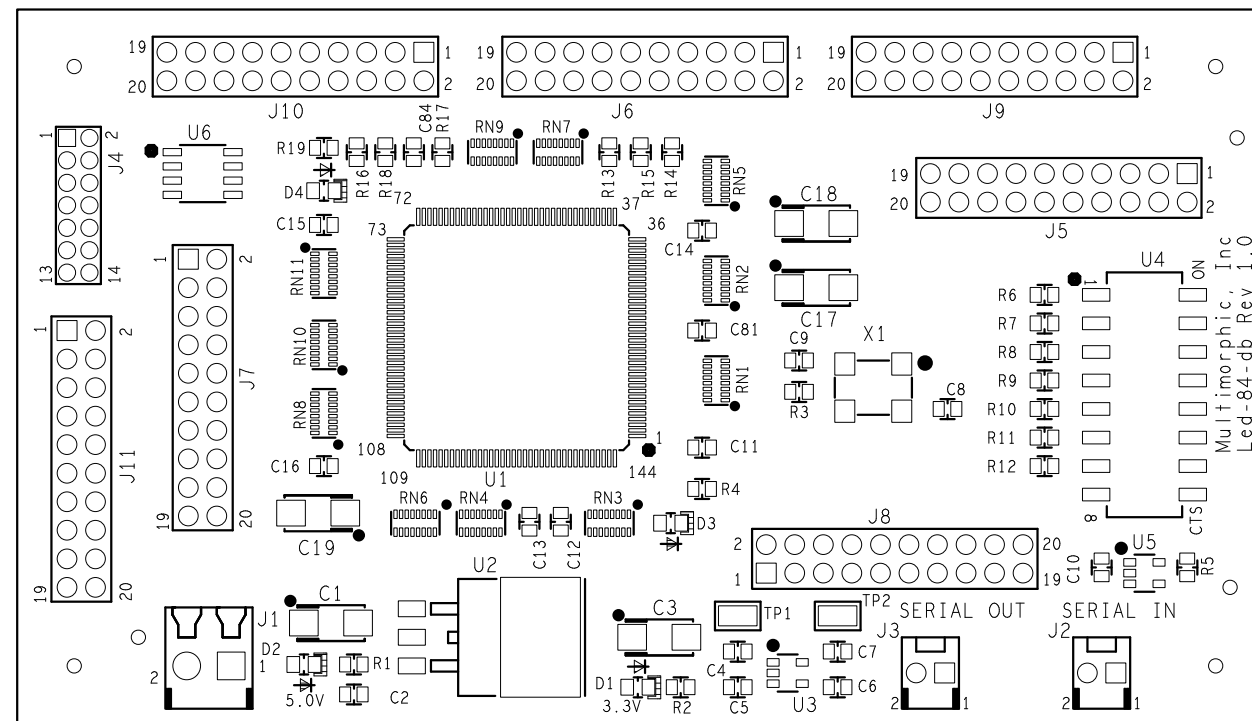 19
1
19
1
19
1
20
2
20
2
20
2
J10
J6
J9
1
2
J4
13
14
U6
R19
R16
R18
C84
R17
RN9
RN7
R13
R15
R14
RN5
D4
72
37
C15
73
36
C14
C18
19
1
20
2
J5
1
2
J7
19
20
RN11
RN10
RN8
RN2
C17
C81
RN1
C9
R3
X1
C8
U4
1
ON
8
CTS
R6
R7
R8
R9
R10
R11
R12
Multimorphic, Inc
Led-84-db Rev 1.0
1
2
J11
19
20
108
109
U1
1
144
C11
C16
R4
C19
RN6
RN4
C13
C12
RN3
D3
J8
2
20
1
19
C10
U5
R5
J1
2
1
C1
D2
5.0V
R1
C2
U2
C3
D1
3.3V
R2
TP1
TP2
C4
C5
U3
C7
C6
SERIAL OUT
J3
2
1
SERIAL IN
J2
2
1